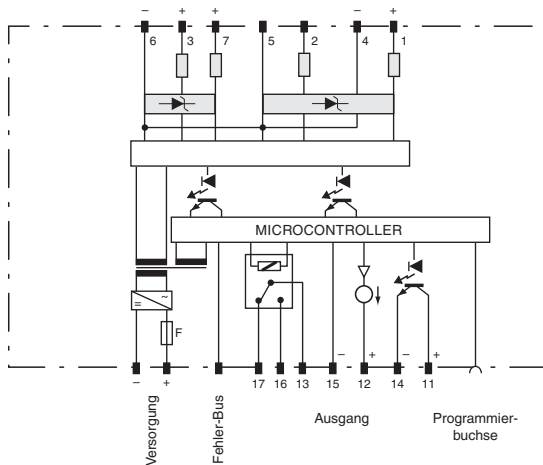 − + + − +
6 3 7 5 2 4 1
MICROCONTROLLER
= ~
F
− + − + − +
17 16 13 15 12 14 11
Versorgung
Fehler-Bus
Ausgang
Programmier-
buchse